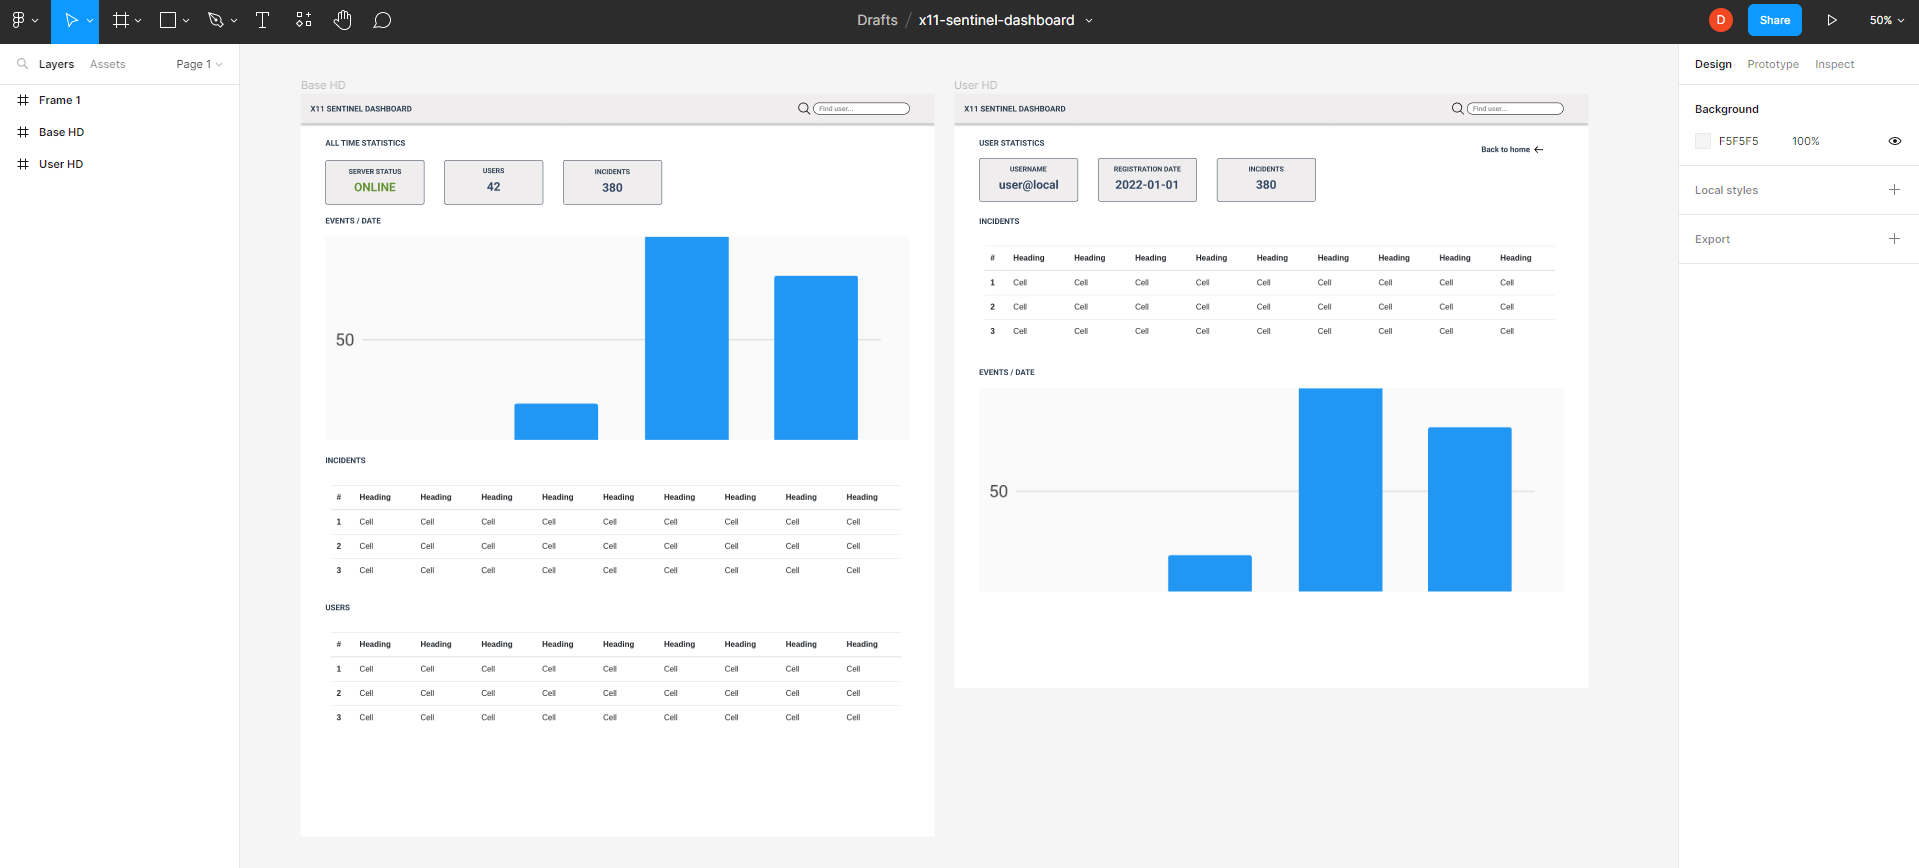 Drafts / x11-sentinel-dashboard
D
Share
50%
Layers
Assets
Page 1
Frame 1
Base HD
User HD
Base HD
X11 SENTINEL DASHBOARD
Find user...
ALL TIME STATISTICS
SERVER STATUS
ONLINE
USERS
42
INCIDENTS
380
EVENTS / DATE
50
INCIDENTS
# Heading Heading Heading Heading Heading Heading Heading Heading Heading
1 Cell Cell Cell Cell Cell Cell Cell Cell Cell
2 Cell Cell Cell Cell Cell Cell Cell Cell Cell
3 Cell Cell Cell Cell Cell Cell Cell Cell Cell
USERS
# Heading Heading Heading Heading Heading Heading Heading Heading Heading
1 Cell Cell Cell Cell Cell Cell Cell Cell Cell
2 Cell Cell Cell Cell Cell Cell Cell Cell Cell
3 Cell Cell Cell Cell Cell Cell Cell Cell Cell
User HD
X11 SENTINEL DASHBOARD
Find user...
USER STATISTICS
Back to home
USERNAME
user@local
REGISTRATION DATE
2022-01-01
INCIDENTS
380
INCIDENTS
# Heading Heading Heading Heading Heading Heading Heading Heading Heading
1 Cell Cell Cell Cell Cell Cell Cell Cell Cell
2 Cell Cell Cell Cell Cell Cell Cell Cell Cell
3 Cell Cell Cell Cell Cell Cell Cell Cell Cell
EVENTS / DATE
50
Design
Prototype
Inspect
Background
F5F5F5
100%
Local styles
Export